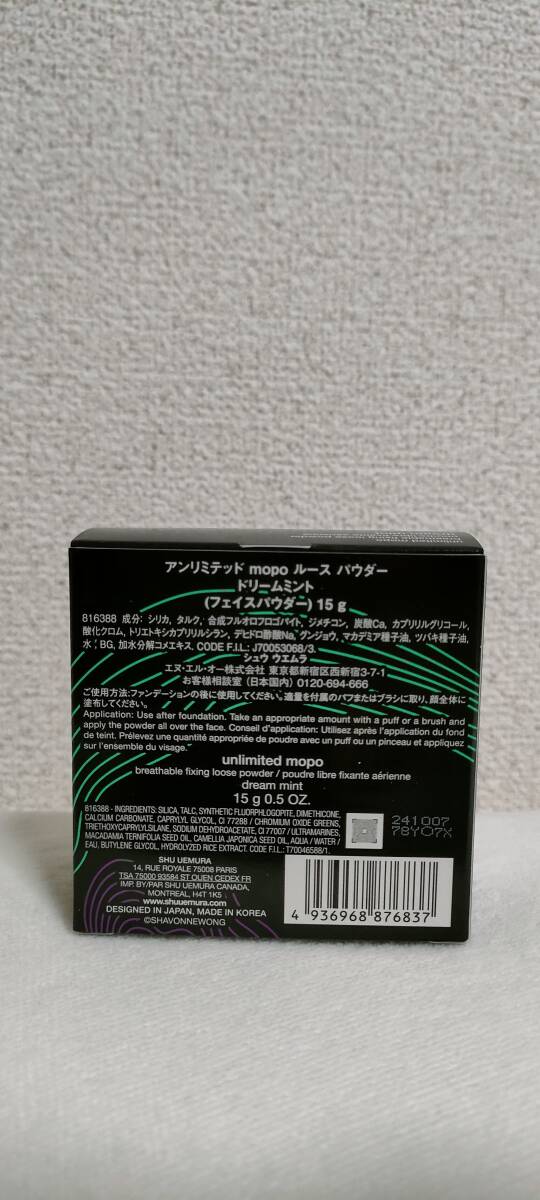 アンリミテッド mopo ルース パウダー
ドリームミント
(フェイスパウダー) 15 g
816388 成分: シリカ, タルク, 合成フルオロフロゴパイト, ジメチコン, 炭酸Ca, カプリリルグリコール,
酸化クロム, トリエトキシカプリリルシラン, デヒドロ酢酸Na, グンジョウ, マカデミア種子油, ツバキ種子油,
水, BG, 加水分解コメエキス. CODE F.I.L.: J70053068/3.
シュウ ウエムラ
エヌ・エル・オー株式会社 東京都新宿区西新宿3-7-1
お客様相談室 (日本国内) 0120-694-666
ご使用方法:ファンデーションの後に使用してください。適量を付属のパフまたはブラシに取り, 顔全体に
塗布してください。
Application: Use after foundation. Take an appropriate amount with a puff or a brush and
apply the powder all over the face. Conseil d'application: Utilisez après l'application du fond
de teint. Prélevez une quantité appropriée de poudre avec un puff ou un pinceau et appliquez
sur l'ensemble du visage.
unlimited mopo
breathable fixing loose powder / poudre libre fixante aérienne
dream mint
15 g 0.5 OZ.
816388 - INGREDIENTS: SILICA, TALC, SYNTHETIC FLUORPHLOGOPITE, DIMETHICONE,
CALCIUM CARBONATE, CAPRYLYL GLYCOL, CI 77288 / CHROMIUM OXIDE GREENS,
TRIETHOXYCAPRYLYLSILANE, SODIUM DEHYDROACETATE, CI 77007 / ULTRAMARINES,
MACADAMIA TERNIFOLIA SEED OIL, CAMELLIA JAPONICA SEED OIL, AQUA / WATER /
EAU, BUTYLENE GLYCOL, HYDROLYZED RICE EXTRACT. CODE F.I.L.: T70046588/1.
241007
78YO7X
SHU UEMURA
14, RUE ROYALE 75008 PARIS
TSA 75000 93584 ST OUEN CEDEX FR
IMP. BY/PAR SHU UEMURA CANADA,
MONTREAL, H4T 1K5
www.shuuemura.com
DESIGNED IN JAPAN, MADE IN KOREA
©SHAVONNEWONG
4 936968 876837